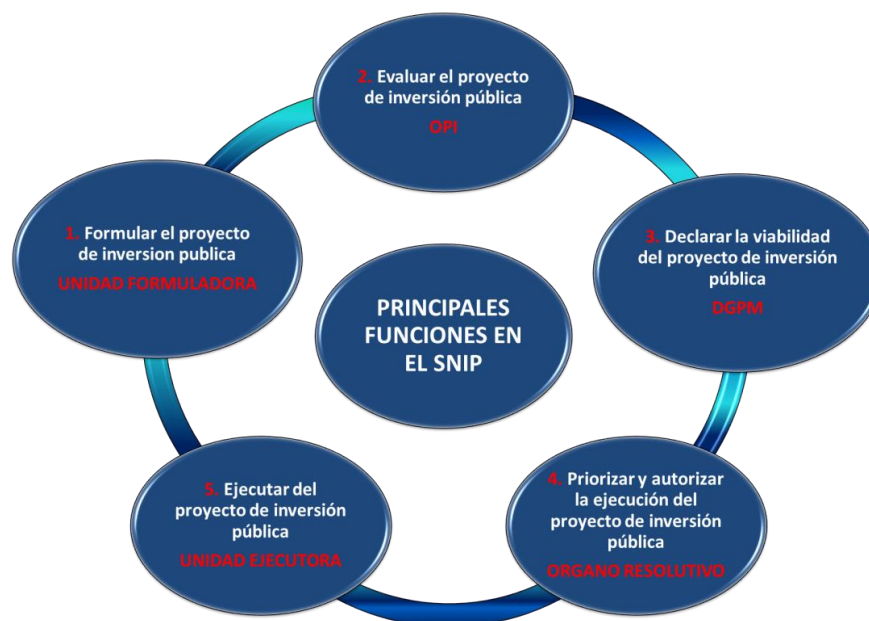 2. Evaluar el proyecto
de inversión pública
OPI
1. Formular el proyecto
de inversion publica
UNIDAD FORMULADORA
3. Declarar la viabilidad
del proyecto de inversión
pública
DGPM
PRINCIPALES
FUNCIONES EN
EL SNIP
5. Ejecutar del
proyecto de inversión
pública
UNIDAD EJECUTORA
4. Priorizar y autorizar
la ejecución del
proyecto de inversión
pública
ORGANO RESOLUTIVO